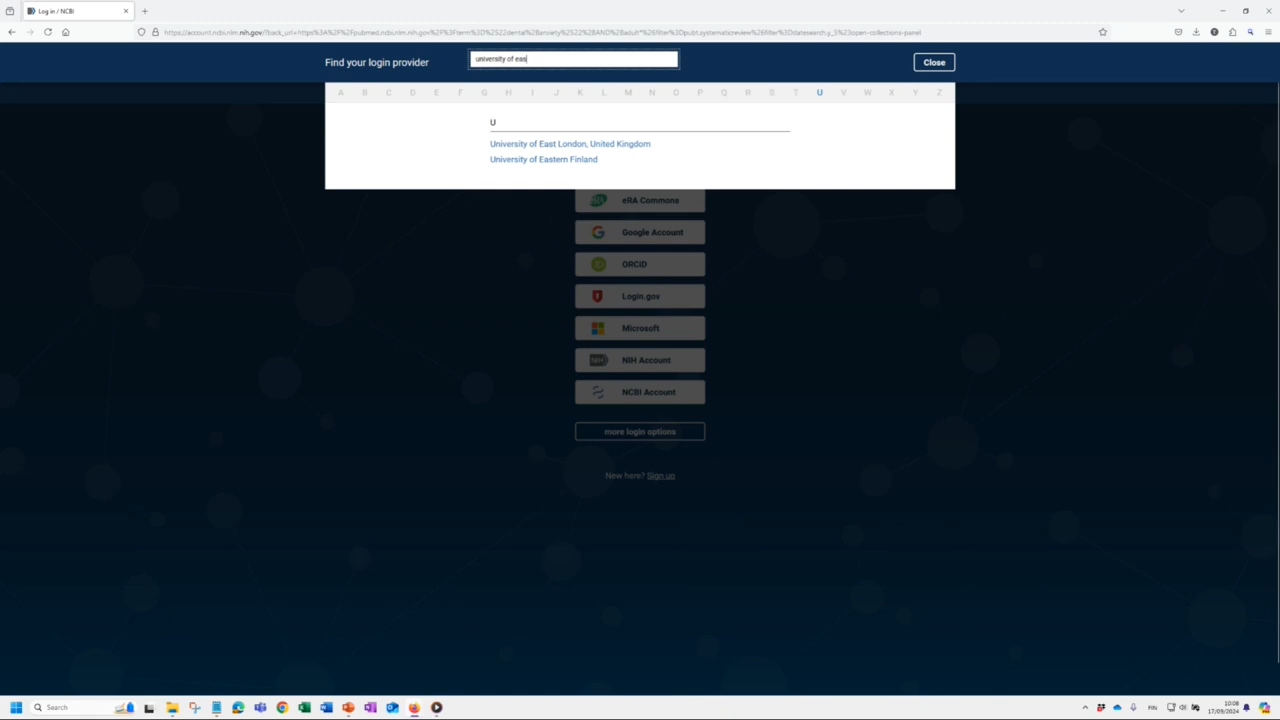 Log in / NCBI
https://account.ncbi.nlm.nih.gov/?back_url=https%3A%2F%2Fpubmed.ncbi.nlm.nih.gov%2F%3Fterm%3D%2522dental%2Banxiety%2522%2BAND%2Badult*%26filter%3Dpubt.systematicreview%26filter%3Ddatesearch.y_5%23open-collections-panel
Find your login provider
university of eas
Close
A B C D E F G H I J K L M N O P Q R S T U V W X Y Z
U
University of East London, United Kingdom
University of Eastern Finland
eRA Commons
Google Account
ORCiD
Login.gov
Microsoft
NIH Account
NCBI Account
more login options
New here? Sign up
Search
FIN
10:08
17/09/2024